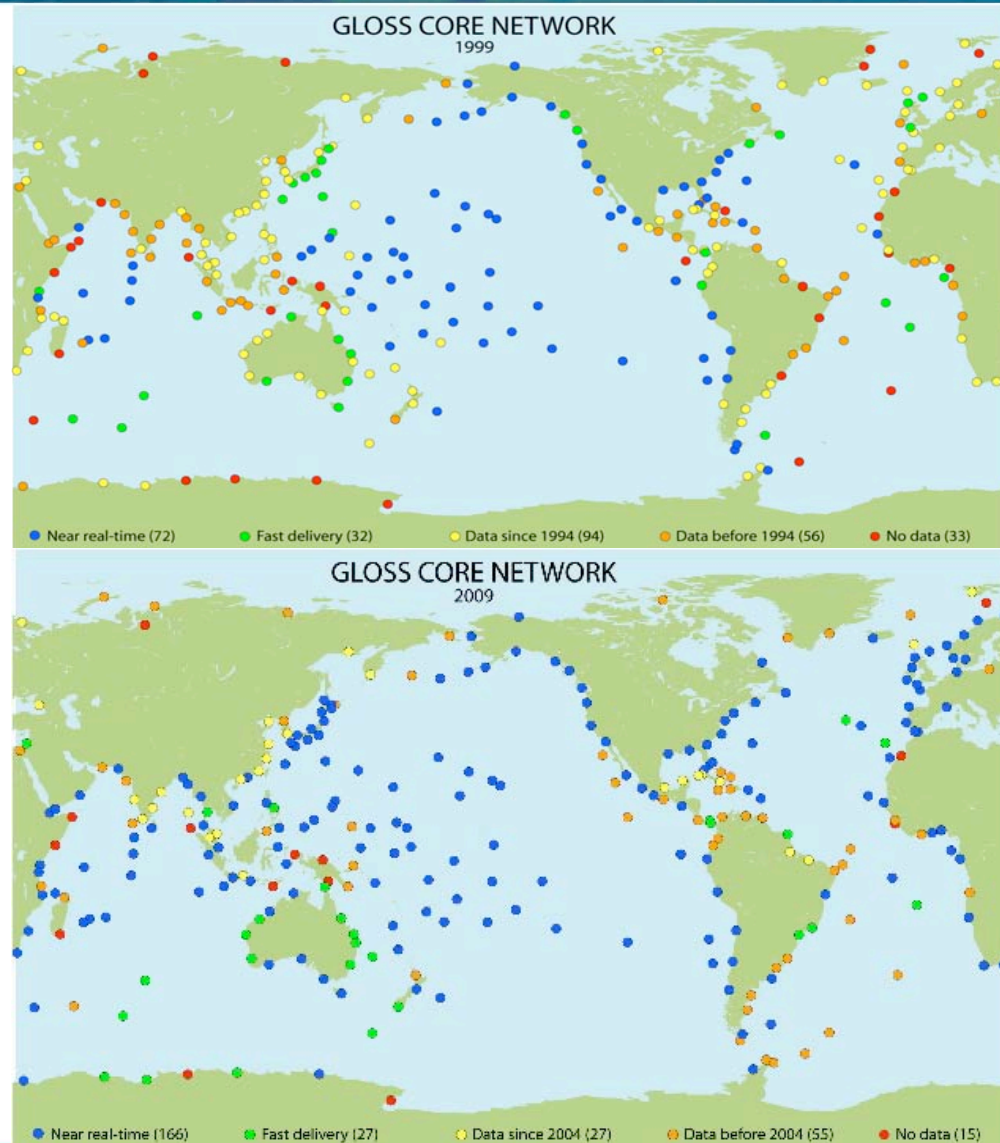 GLOSS CORE NETWORK
1999
Near real-time (72) Fast delivery (32) Data since 1994 (94) Data before 1994 (56) No data (33)
GLOSS CORE NETWORK
2009
Near real-time (166) Fast delivery (27) Data since 2004 (27) Data before 2004 (55) No data (15)